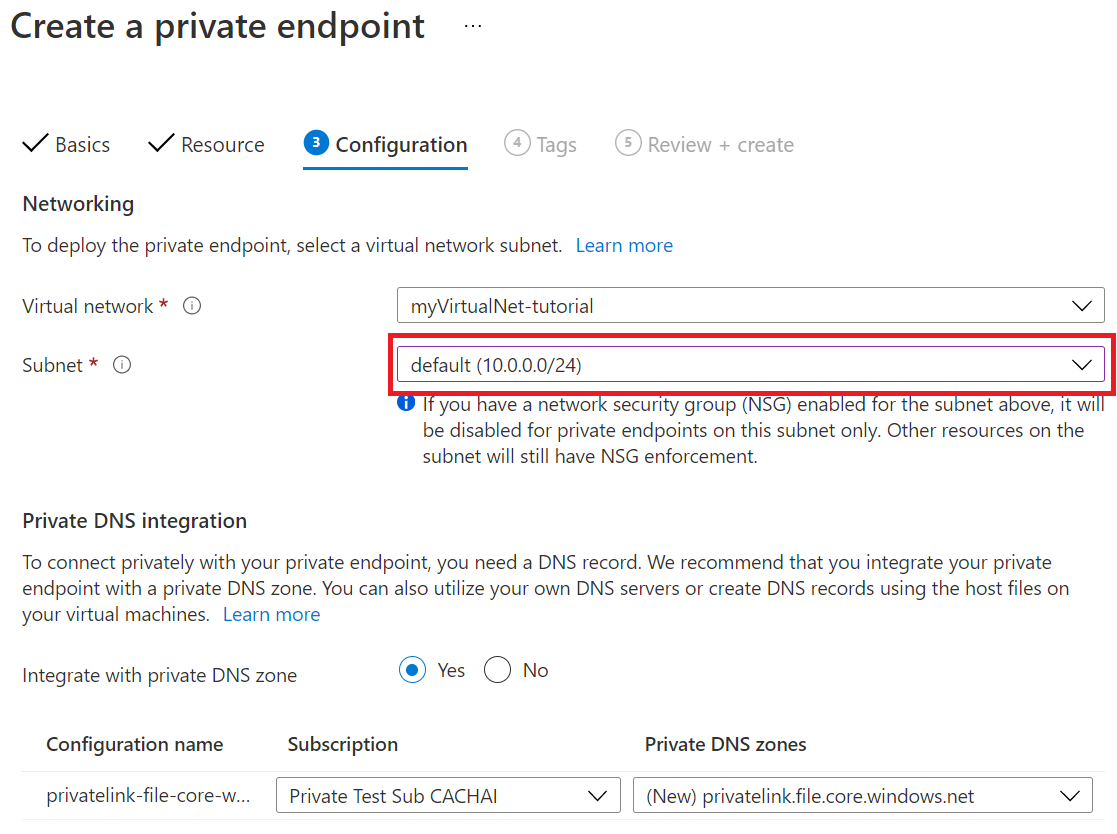 Create a private endpoint ...
Basics Resource 3 Configuration 4 Tags 5 Review + create
Networking
To deploy the private endpoint, select a virtual network subnet. Learn more
Virtual network * myVirtualNet-tutorial
Subnet * default (10.0.0.0/24)
If you have a network security group (NSG) enabled for the subnet above, it will
be disabled for private endpoints on this subnet only. Other resources on the
subnet will still have NSG enforcement.
Private DNS integration
To connect privately with your private endpoint, you need a DNS record. We recommend that you integrate your private
endpoint with a private DNS zone. You can also utilize your own DNS servers or create DNS records using the host files on
your virtual machines. Learn more
Integrate with private DNS zone Yes No
Configuration name Subscription Private DNS zones
privatelink-file-core-w... Private Test Sub CACHAI (New) privatelink.file.core.windows.net